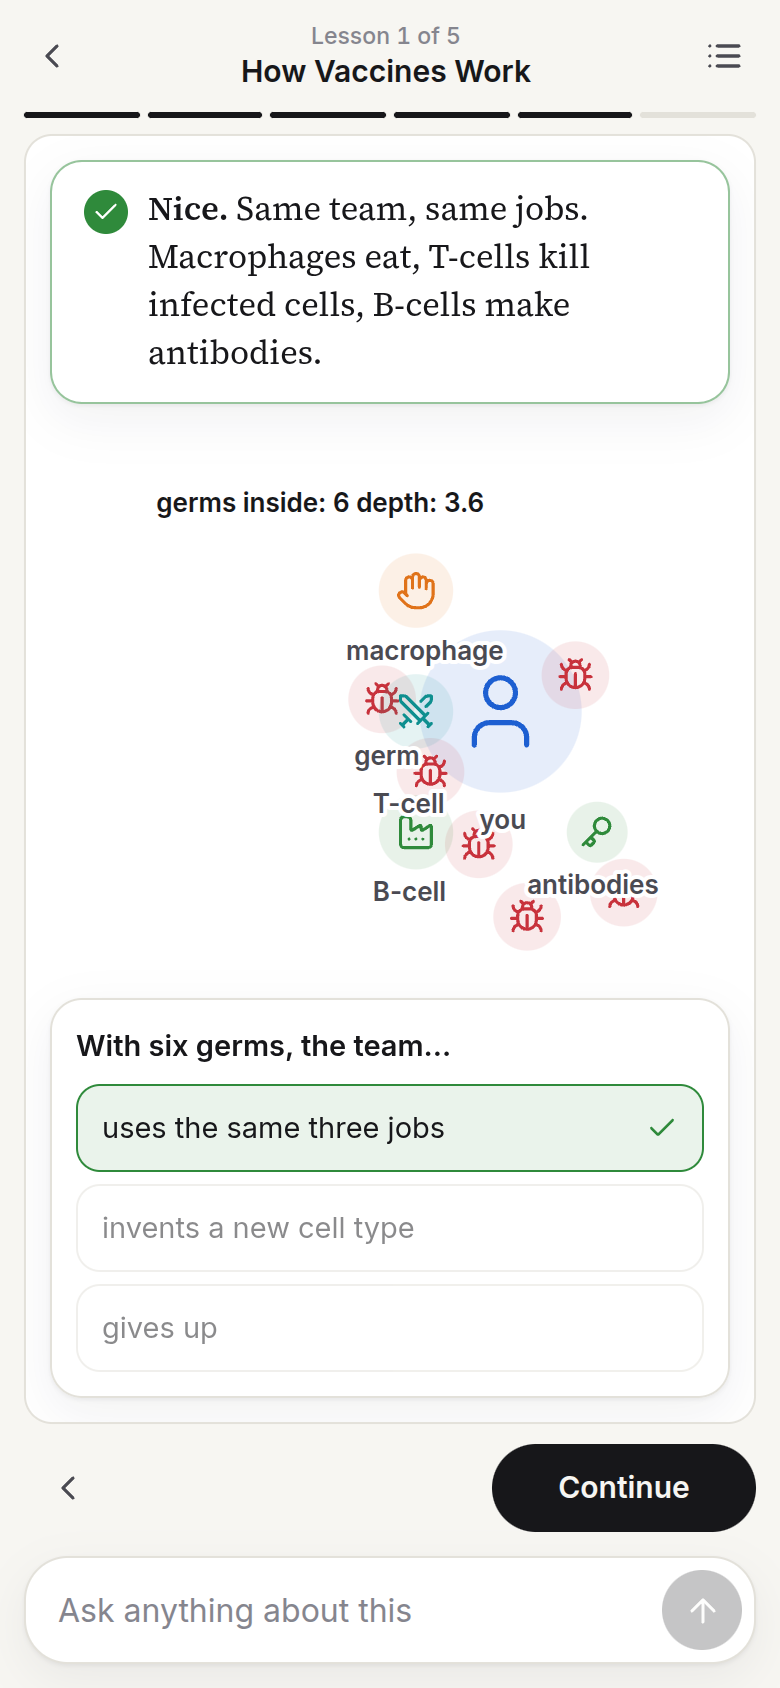 Lesson 1 of 5
How Vaccines Work
Nice. Same team, same jobs.
Macrophages eat, T-cells kill
infected cells, B-cells make
antibodies.
germs inside: 6 depth: 3.6
macrophage
germ
T-cell
you
antibodies
B-cell
With six germs, the team...
uses the same three jobs
invents a new cell type
gives up
Continue
Ask anything about this